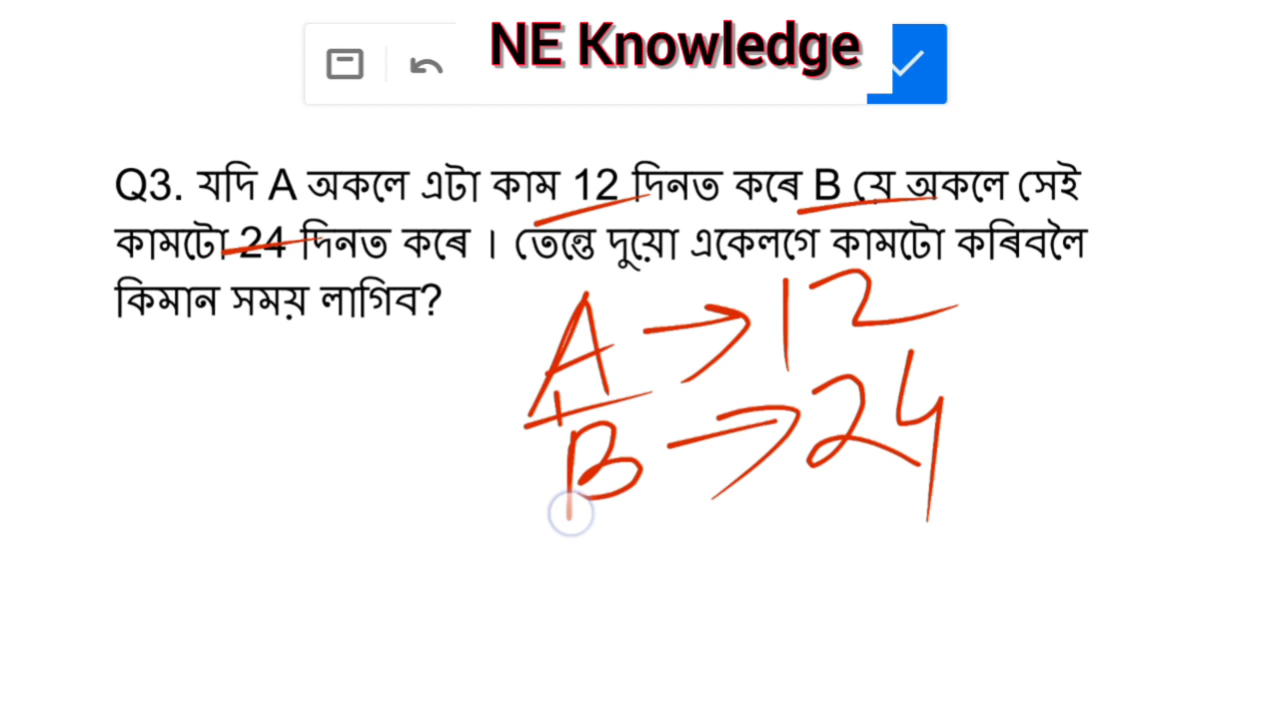 NE Knowledge
Q3. যদি A অকলে এটা কাম 12 দিনত কৰে B যে অকলে সেই
কামটো 24 দিনত কৰে । তেন্তে দুয়ো একেলগে কামটো কৰিবলৈ
কিমান সময় লাগিব?
A → 12
+
B → 24